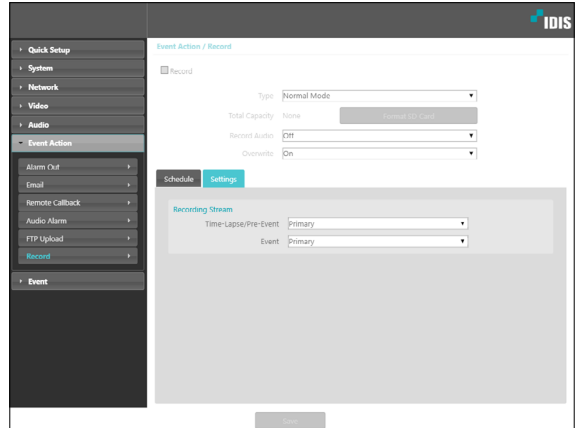 IDIS
Quick Setup
System
Network
Video
Audio
Event Action
Alarm Out
Email
Remote Callback
Audio Alarm
FTP Upload
Record
Event
Event Action / Record
Record
Type Normal Mode
Total Capacity None Format SD Card
Record Audio Off
Overwrite On
Schedule Settings
Recording Stream
Time-Lapse/Pre-Event Primary
Event Primary
Save